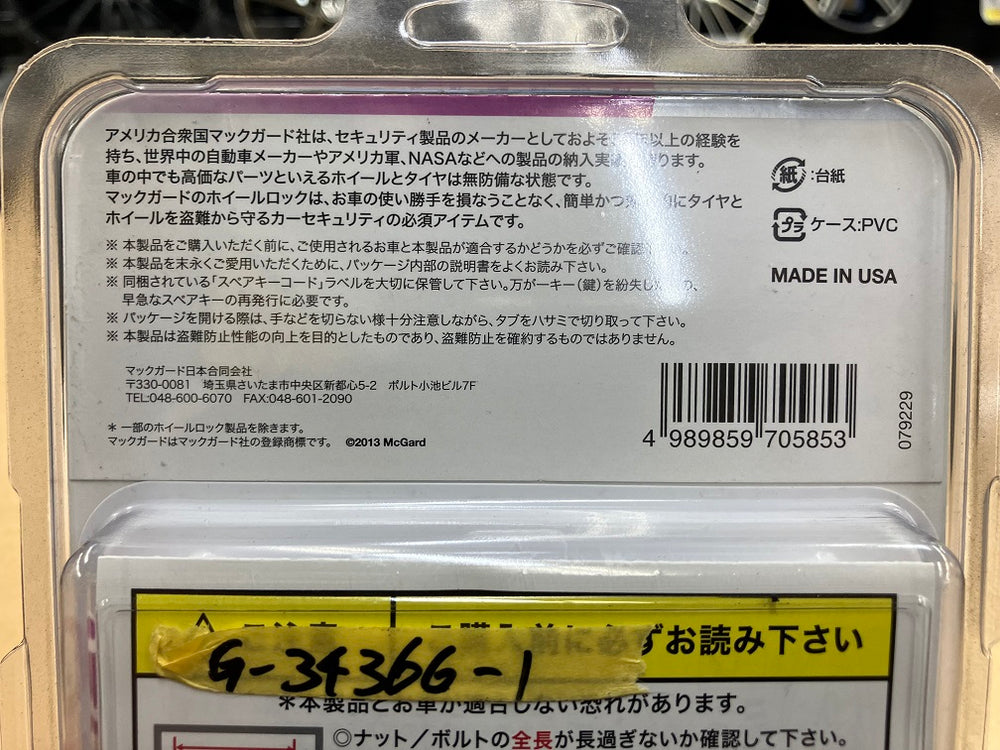 アメリカ合衆国マックガード社は、セキュリティ製品のメーカーとしておよそ 以上の経験を
持ち、世界中の自動車メーカーやアメリカ軍、NASAなどへの製品の納入実 ります。
車の中でも高価なパーツといえるホイールとタイヤは無防備な状態です。
マックガードのホイールロックは、お車の使い勝手を損なうことなく、簡単かつ 的にタイヤと
ホイールを盗難から守るカーセキュリティの必須アイテムです。
紙:台紙
プラ ケース:PVC
MADE IN USA
※ 本製品をご購入いただく前に、ご使用されるお車と本製品が適合するかどうかを必ずご確認
※ 本製品を末永くご愛用いただくために、パッケージ内部の説明書をよくお読み下さい。
※ 同梱されている「スペアキーコード」ラベルを大切に保管して下さい。万が一キー(鍵)を紛失し の、
早急なスペアキーの再発行に必要です。
※ パッケージを開ける際は、手などを切らない様十分注意しながら、タブをハサミで切り取って下さい。
※ 本製品は盗難防止性能の向上を目的としたものであり、盗難防止を確約するものではありません。
マックガード日本合同会社
〒330-0081 埼玉県さいたま市中央区新都心5-2 ボルト小池ビル7F
TEL:048-600-6070 FAX:048-601-2090
* 一部のホイールロック製品を除きます。
マックガードはマックガード社の登録商標です。 ©2013 McGard
4 989859 705853
079229
ずお読み下さい
G-34366-1
*本製品とお車が適合しない恐れがあります。
◎ナット/ボルトの全長が長過ぎないか確認して下さい。